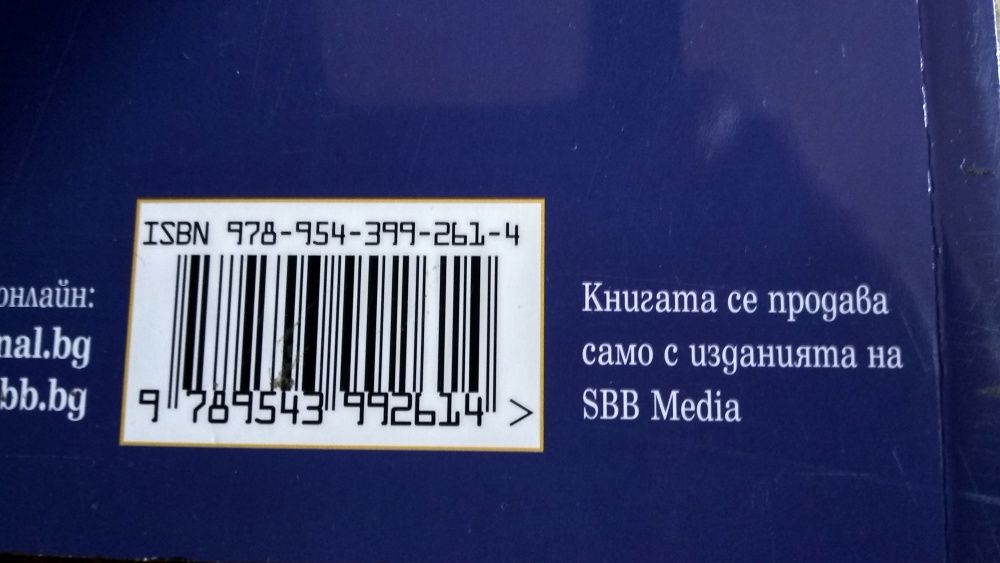 ISBN 978-954-399-261-4
9 789543 992614 >
онлайн:
nal.bg
bb.bg
Книгата се продава
само с изданията на
SBB Media